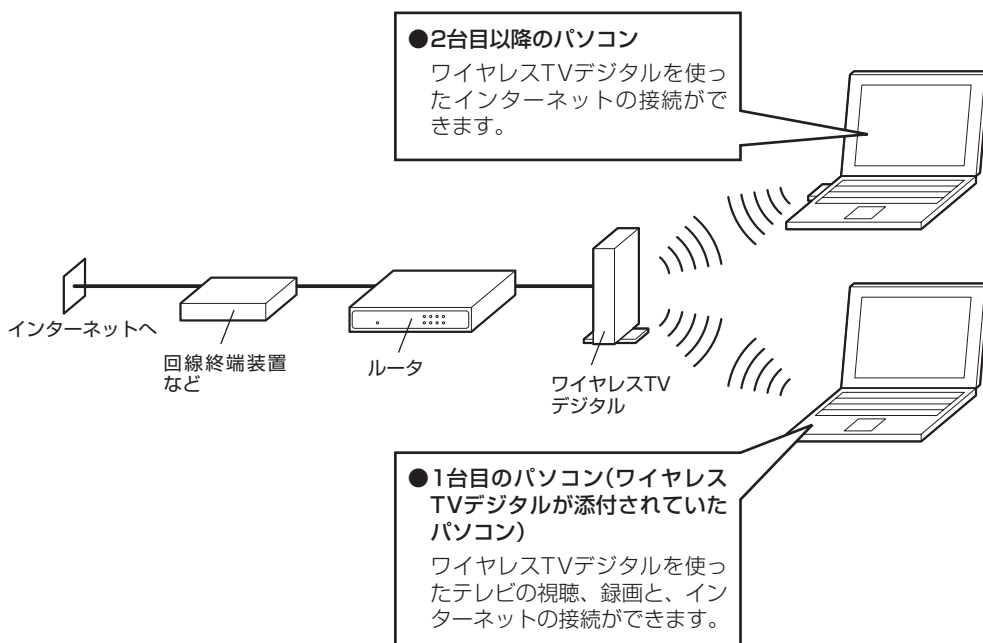 ●2台目以降のパソコン
ワイヤレスTVデジタルを使っ
たインターネットの接続がで
きます。
インターネットへ
回線終端装置
など
ルータ
ワイヤレスTV
デジタル
●1台目のパソコン(ワイヤレス
TVデジタルが添付されていた
パソコン)
ワイヤレスTVデジタルを使っ
たテレビの視聴、録画と、イン
ターネットの接続ができます。